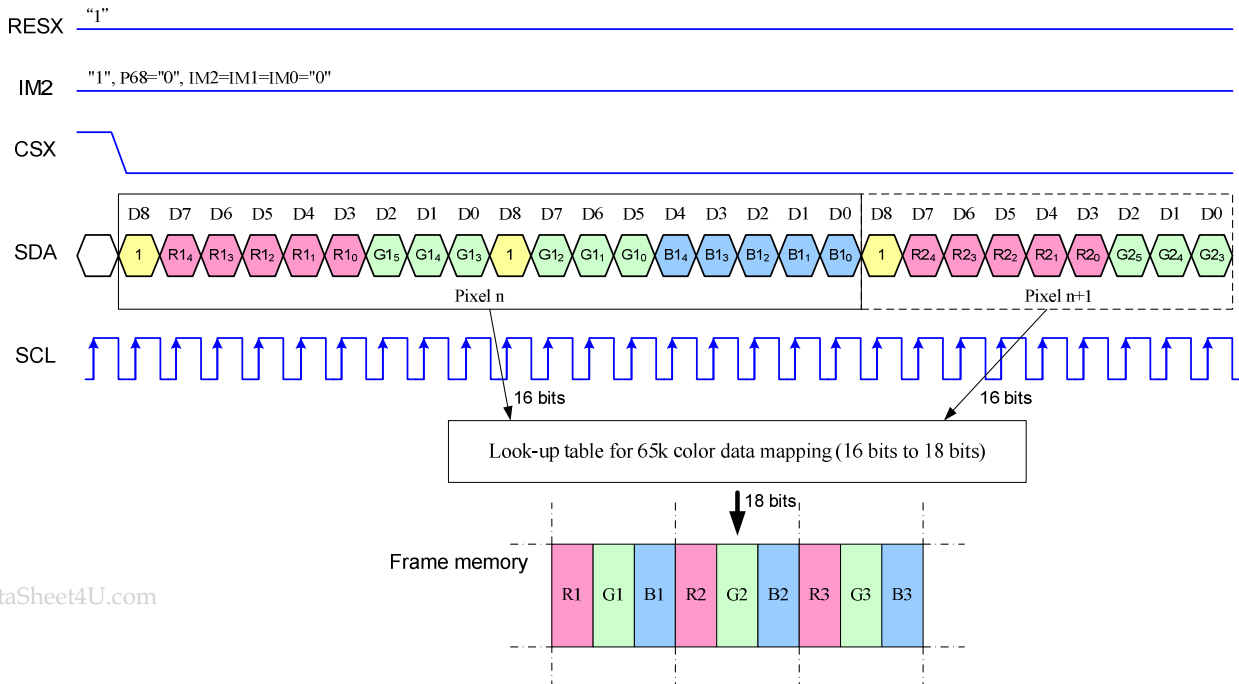 RESX “1”
IM2 "1", P68="0", IM2=IM1=IM0="0"
CSX
D8 D7 D6 D5 D4 D3 D2 D1 D0 D8 D7 D6 D5 D4 D3 D2 D1 D0 D8 D7 D6 D5 D4 D3 D2 D1 D0
SDA 1 R14 R13 R12 R11 R10 G15 G14 G13 1 G12 G11 G10 B14 B13 B12 B11 B10 1 R24 R23 R22 R21 R20 G25 G24 G23
Pixel n Pixel n+1
SCL
16 bits 16 bits
Look-up table for 65k color data mapping (16 bits to 18 bits)
18 bits
Frame memory
R1 G1 B1 R2 G2 B2 R3 G3 B3
taSheet4U.com